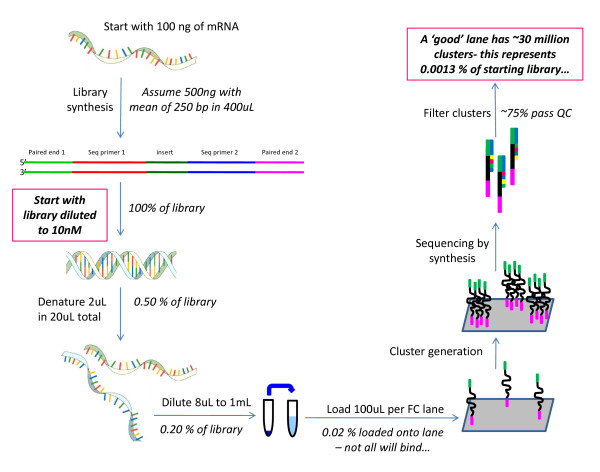 Start with 100 ng of mRNA
Library
synthesis
Assume 500ng with
mean of 250 bp in 400uL
Paired end 1
Seq primer 1
insert
Seq primer 2
Paired end 2
5'
3'
Start with
library diluted
to 10nM
100% of library
Denature 2uL
in 20uL total
0.50 % of library
Dilute 8uL to 1mL
0.20 % of library
Load 100uL per FC lane
0.02 % loaded onto lane
– not all will bind…
Cluster generation
Sequencing by
synthesis
Filter clusters
~75% pass QC
A ‘good’ lane has ~30 million
clusters- this represents
0.0013 % of starting library…